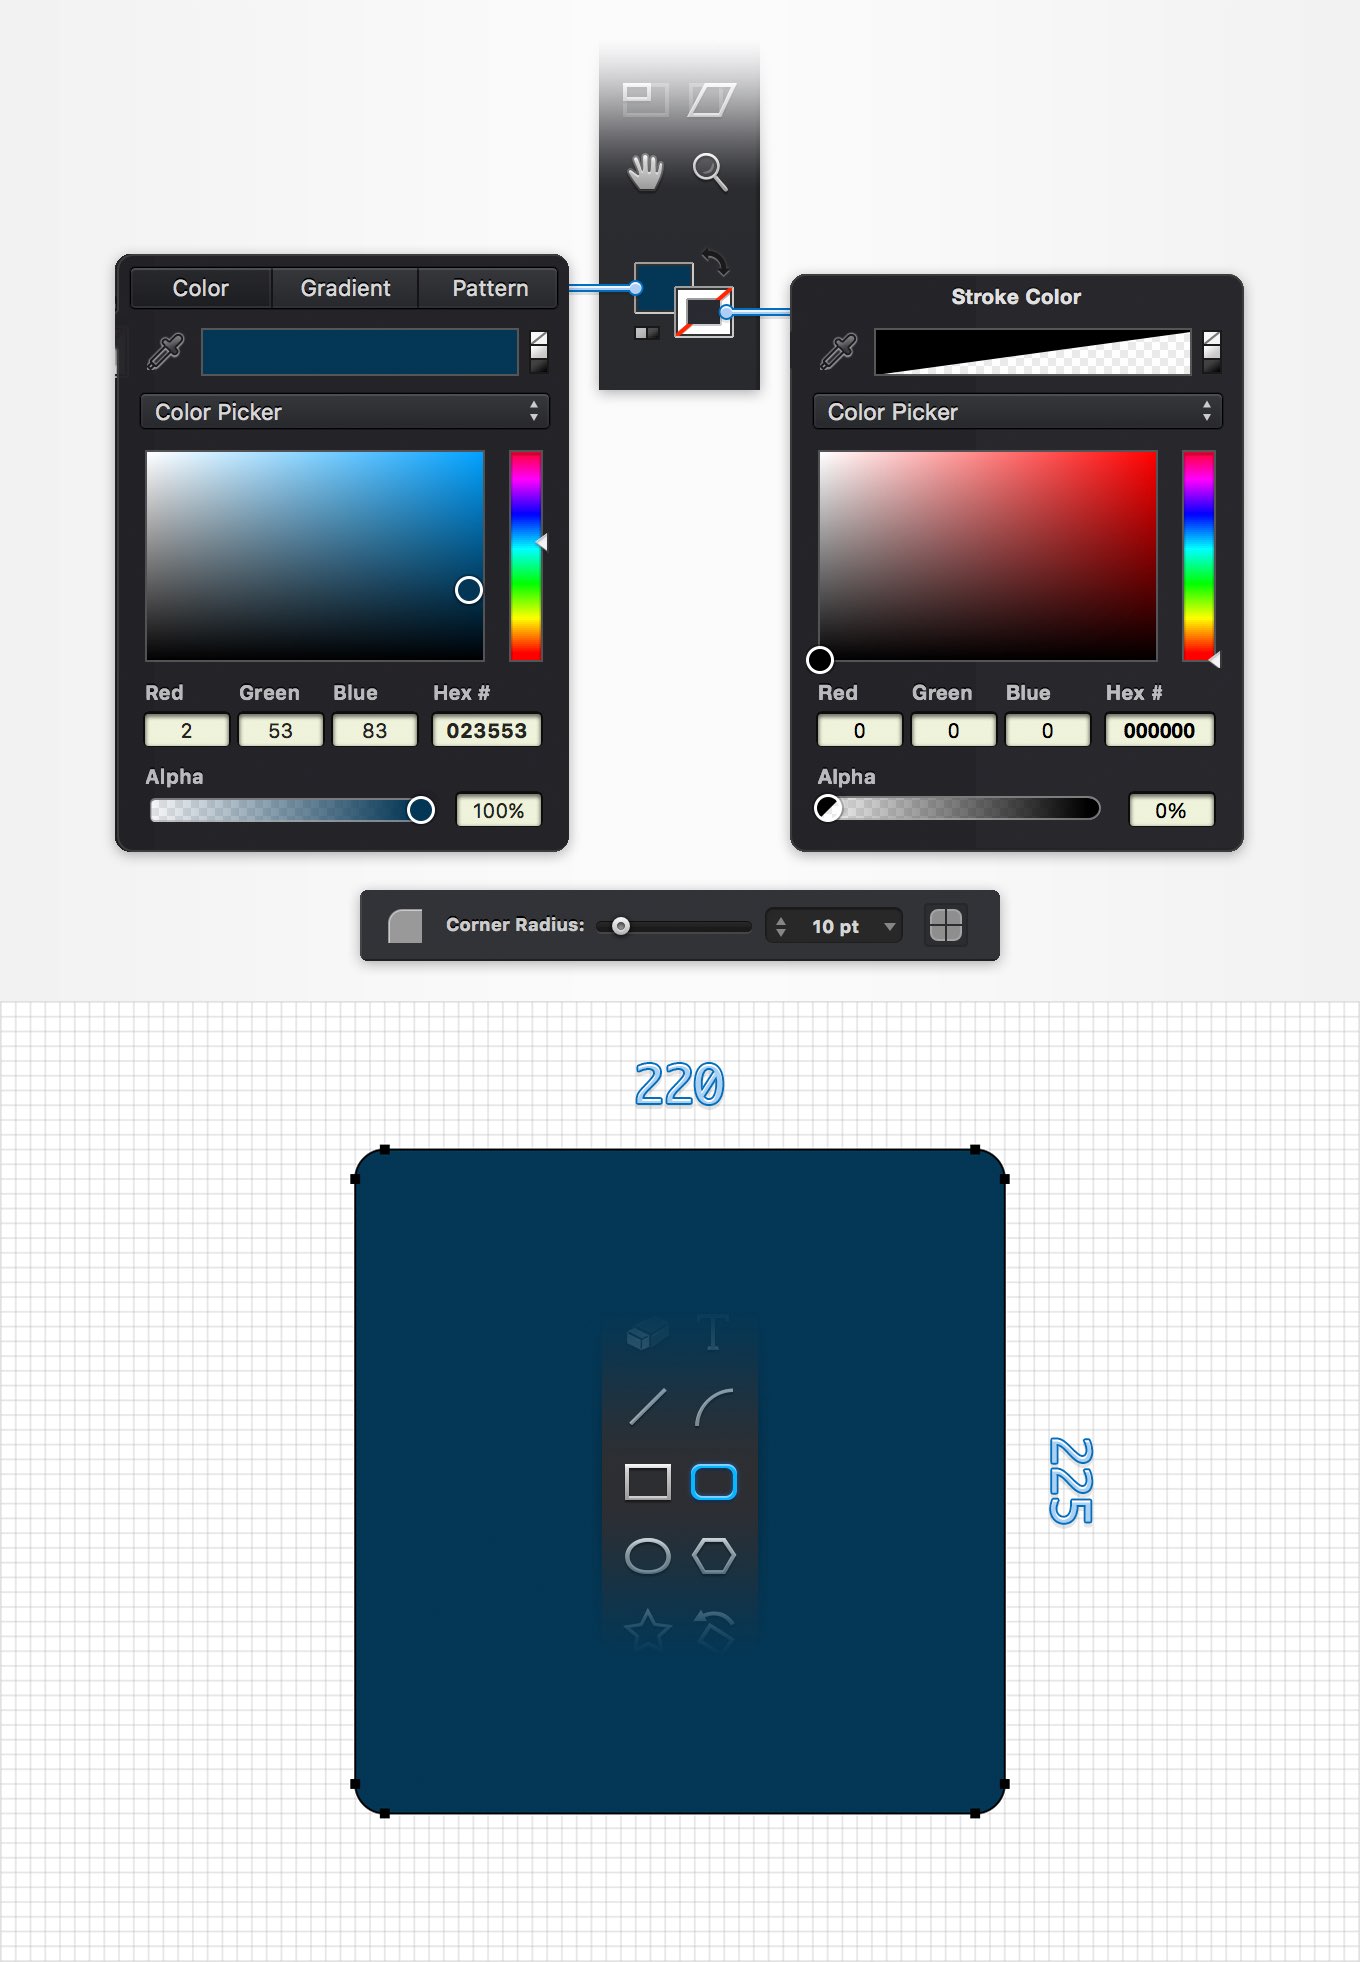 Color Gradient Pattern
Color Picker
Red Green Blue Hex #
2 53 83 023553
Alpha
100%
Stroke Color
Color Picker
Red Green Blue Hex #
0 0 0 000000
Alpha
0%
Corner Radius: 10 pt
220
T
225